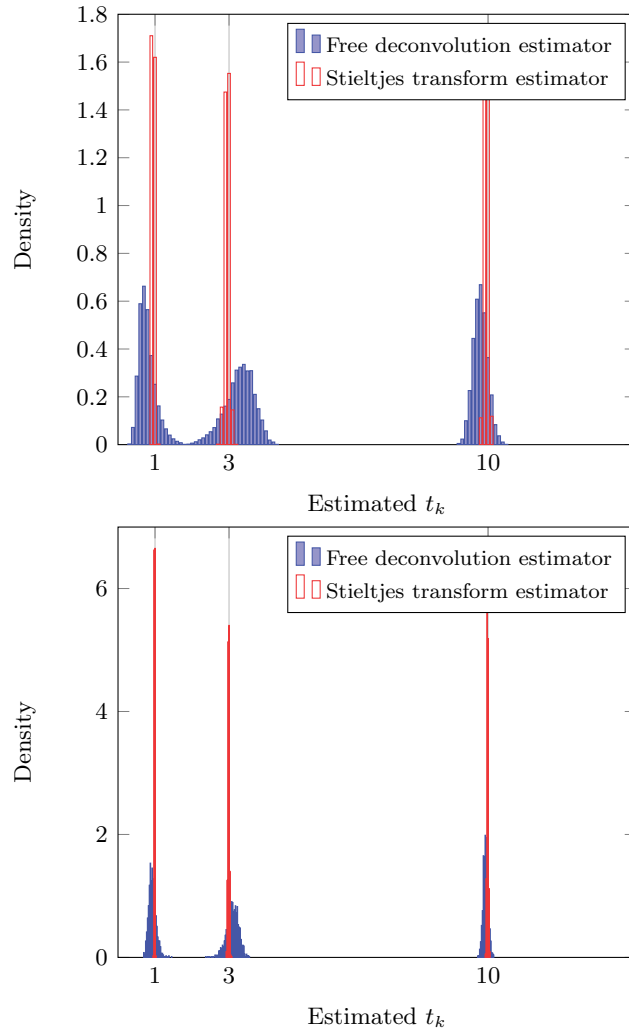 1.8
1.6
1.4
1.2
1
0.8
0.6
0.4
0.2
0
Density
Free deconvolution estimator
Stieltjes transform estimator
1 3 10
Estimated $t_k$
6
4
2
0
Density
Free deconvolution estimator
Stieltjes transform estimator
1 3 10
Estimated $t_k$